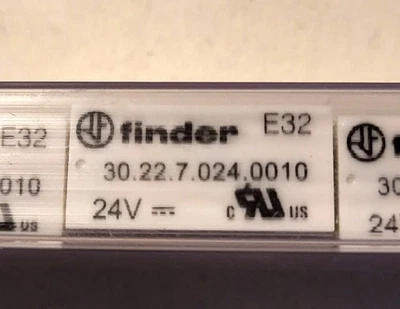 E32 finder E32 f
0010 30.22.7.024.0010 30
24V ⎓ c UL US 24
US